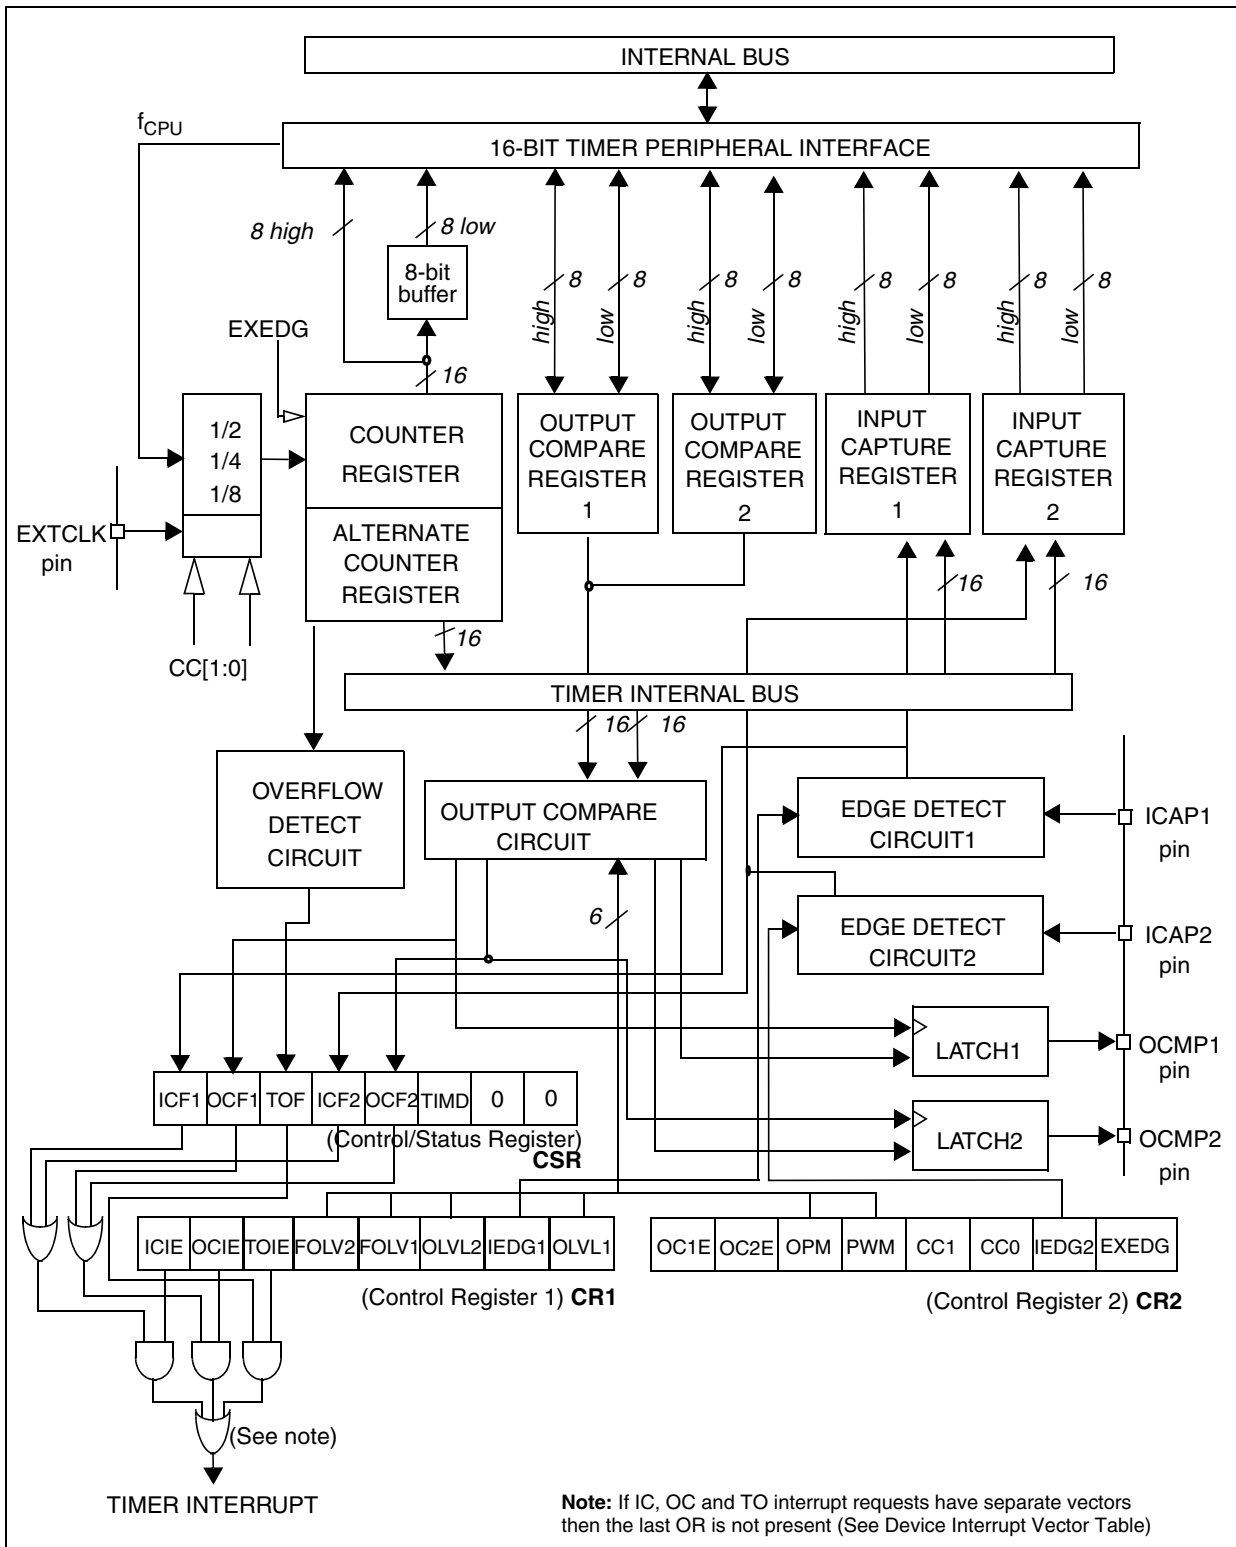 INTERNAL BUS
fCPU
16-BIT TIMER PERIPHERAL INTERFACE
8 high
8 low
8-bit
buffer
8
8
8
8
8
8
8
8
high
low
high
low
high
low
high
low
EXEDG
16
1/2
1/4
1/8
COUNTER
REGISTER
ALTERNATE
COUNTER
REGISTER
OUTPUT
COMPARE
REGISTER
1
OUTPUT
COMPARE
REGISTER
2
INPUT
CAPTURE
REGISTER
1
INPUT
CAPTURE
REGISTER
2
EXTCLK
pin
16
16
16
CC[1:0]
TIMER INTERNAL BUS
16
16
OVERFLOW
DETECT
CIRCUIT
OUTPUT COMPARE
CIRCUIT
EDGE DETECT
CIRCUIT1
ICAP1
pin
6
EDGE DETECT
CIRCUIT2
ICAP2
pin
LATCH1
OCMP1
pin
ICF1 OCF1 TOF ICF2 OCF2 TIMD 0 0
(Control/Status Register)
CSR
LATCH2
OCMP2
pin
ICIE OCIE TOIE FOLV2 FOLV1 OLVL2 IEDG1 OLVL1
(Control Register 1) CR1
OC1E OC2E OPM PWM CC1 CC0 IEDG2 EXEDG
(Control Register 2) CR2
(See note)
TIMER INTERRUPT
Note: If IC, OC and TO interrupt requests have separate vectors
then the last OR is not present (See Device Interrupt Vector Table)